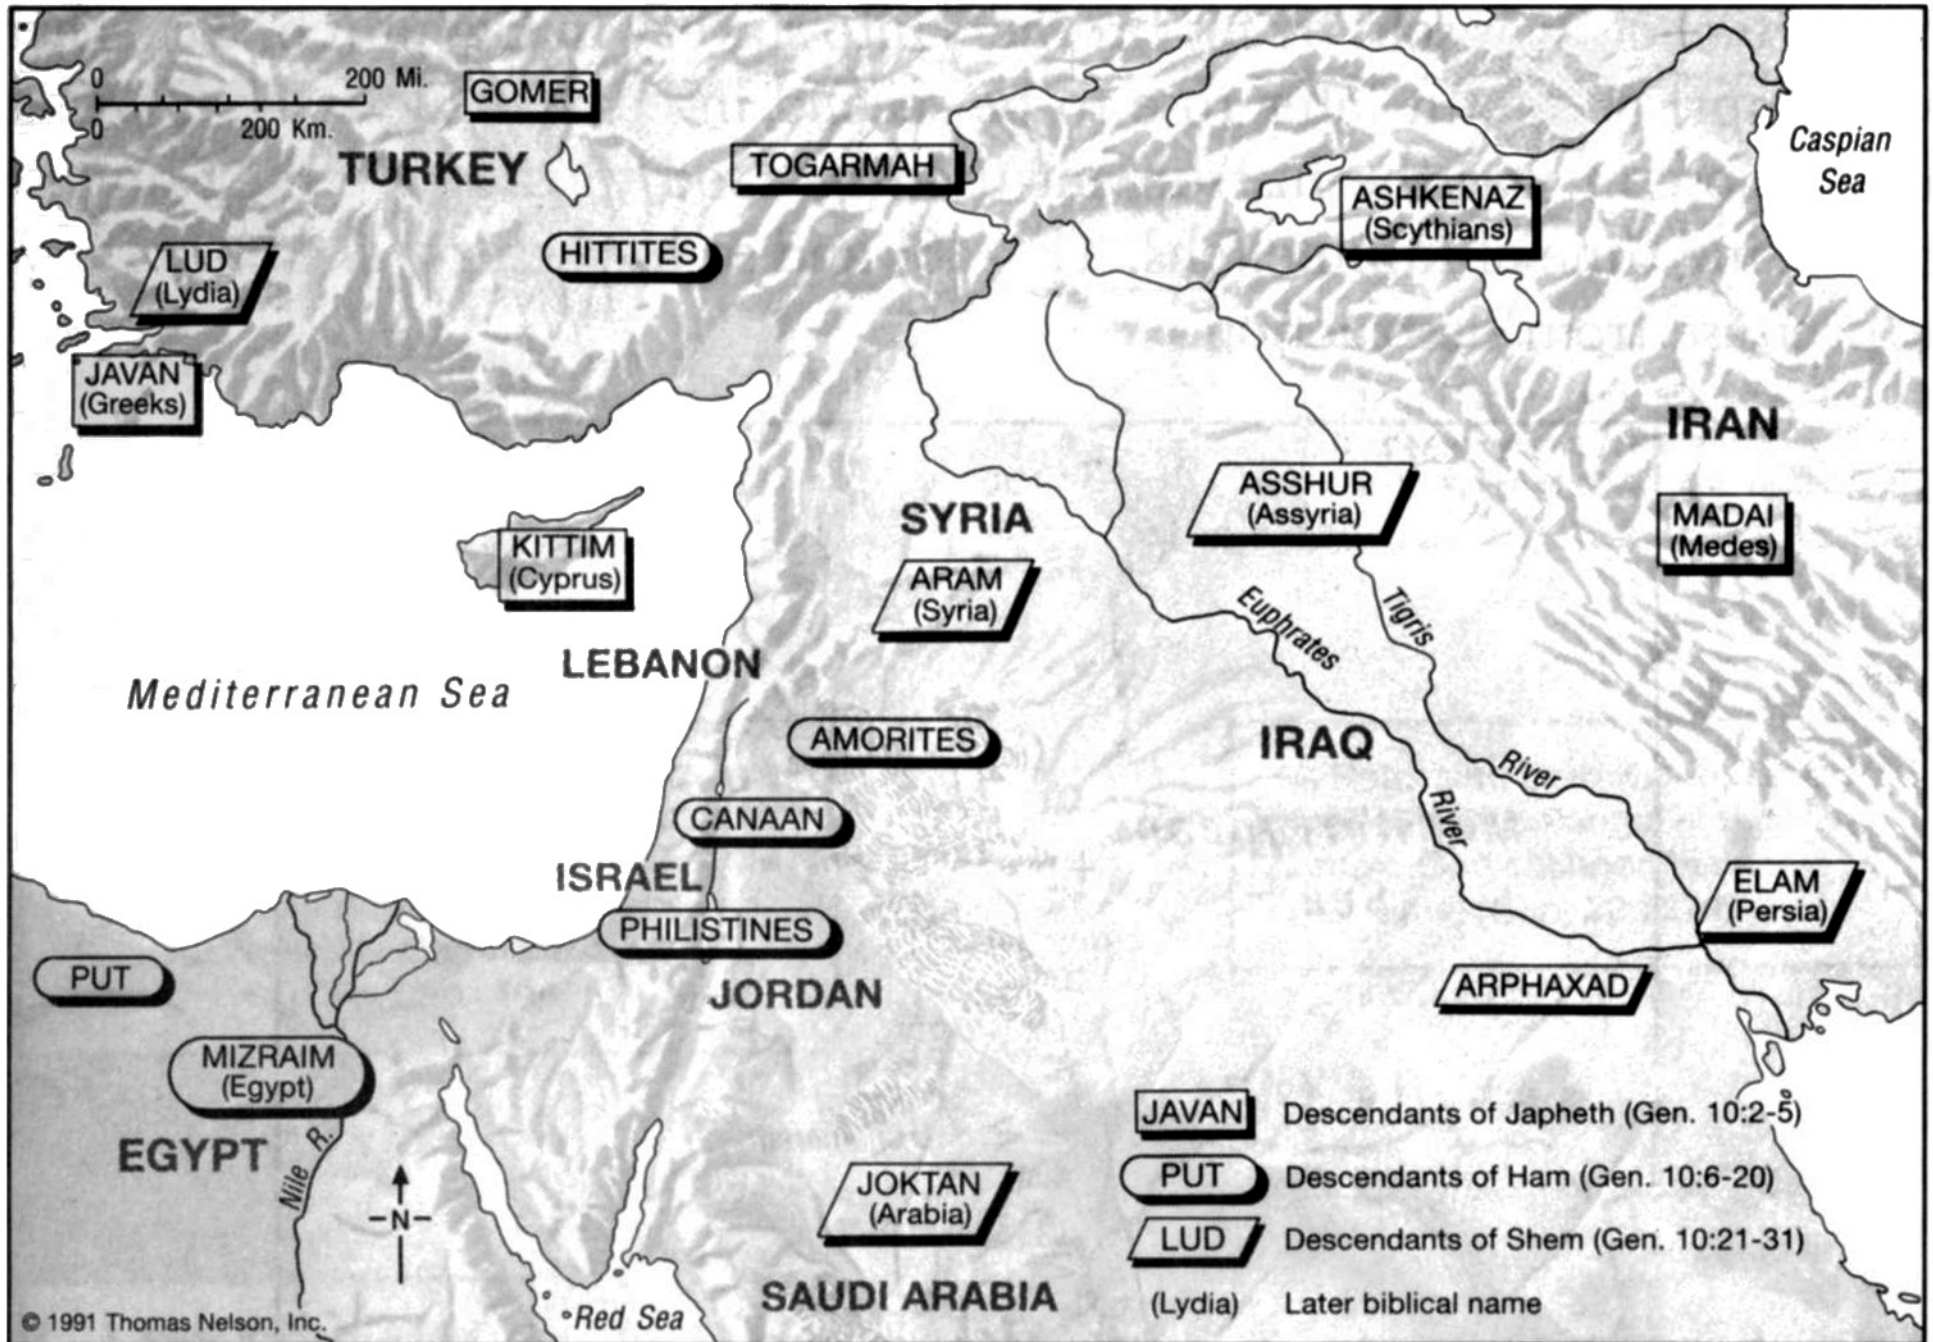 0 200 Mi.
0 200 Km.
GOMER
TURKEY
TOGARMAH
Caspian
Sea
ASHKENAZ
(Scythians)
HITTITES
LUD
(Lydia)
JAVAN
(Greeks)
IRAN
ASSHUR
(Assyria)
SYRIA
MADAI
(Medes)
KITTIM
(Cyprus)
ARAM
(Syria)
Euphrates
Tigris
LEBANON
Mediterranean Sea
AMORITES
IRAQ
River
River
CANAAN
ISRAEL
ELAM
(Persia)
PHILISTINES
PUT
JORDAN
ARPHAXAD
MIZRAIM
(Egypt)
EGYPT
Nile R.
-N-
JOKTAN
(Arabia)
SAUDI ARABIA
Red Sea
JAVAN Descendants of Japheth (Gen. 10:2-5)
PUT Descendants of Ham (Gen. 10:6-20)
LUD Descendants of Shem (Gen. 10:21-31)
(Lydia) Later biblical name
© 1991 Thomas Nelson, Inc.